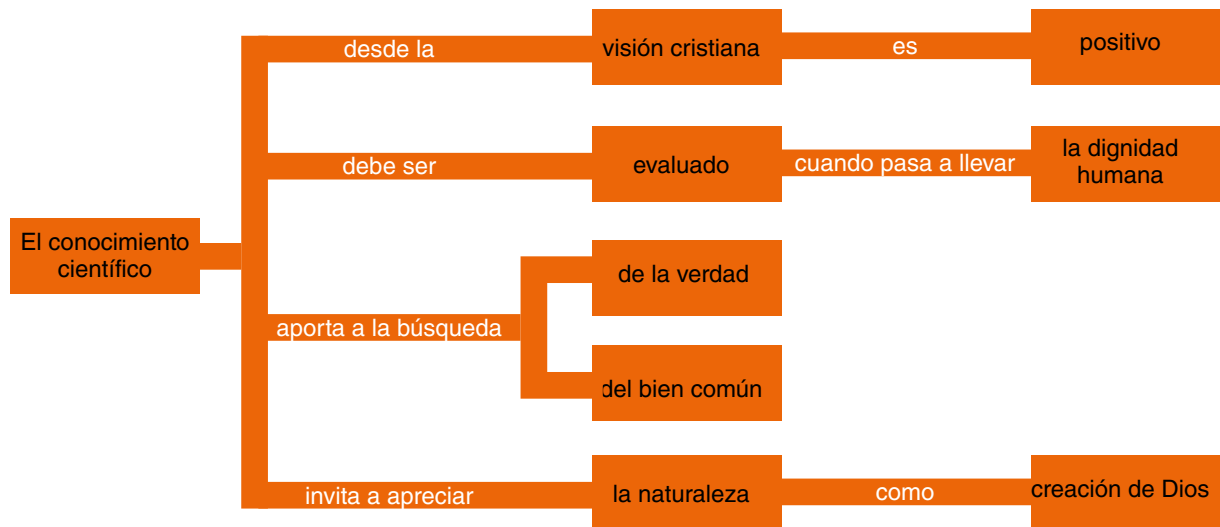 desde la
visión cristiana
es
positivo
debe ser
evaluado
cuando pasa a llevar
la dignidad
humana
El conocimiento
científico
de la verdad
aporta a la búsqueda
del bien común
invita a apreciar
la naturaleza
como
creación de Dios